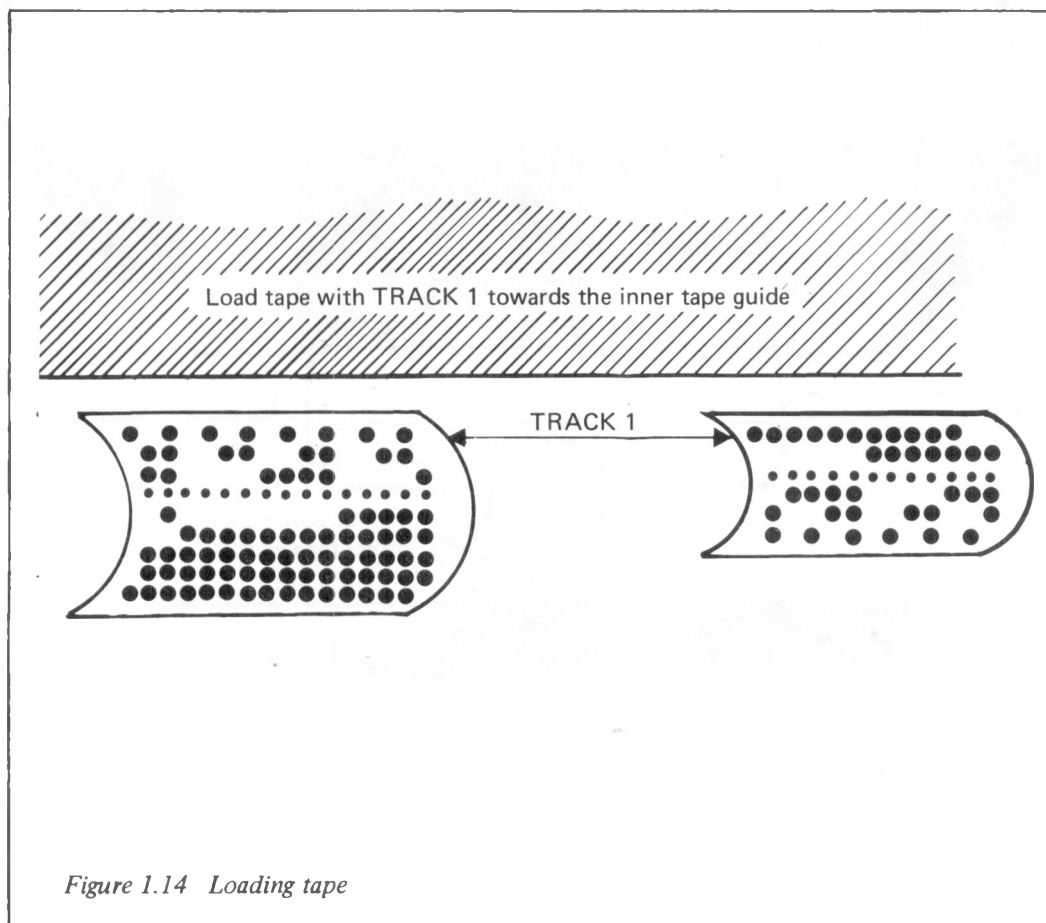 Load tape with TRACK 1 towards the inner tape guide
TRACK 1
Figure 1.14 Loading tape